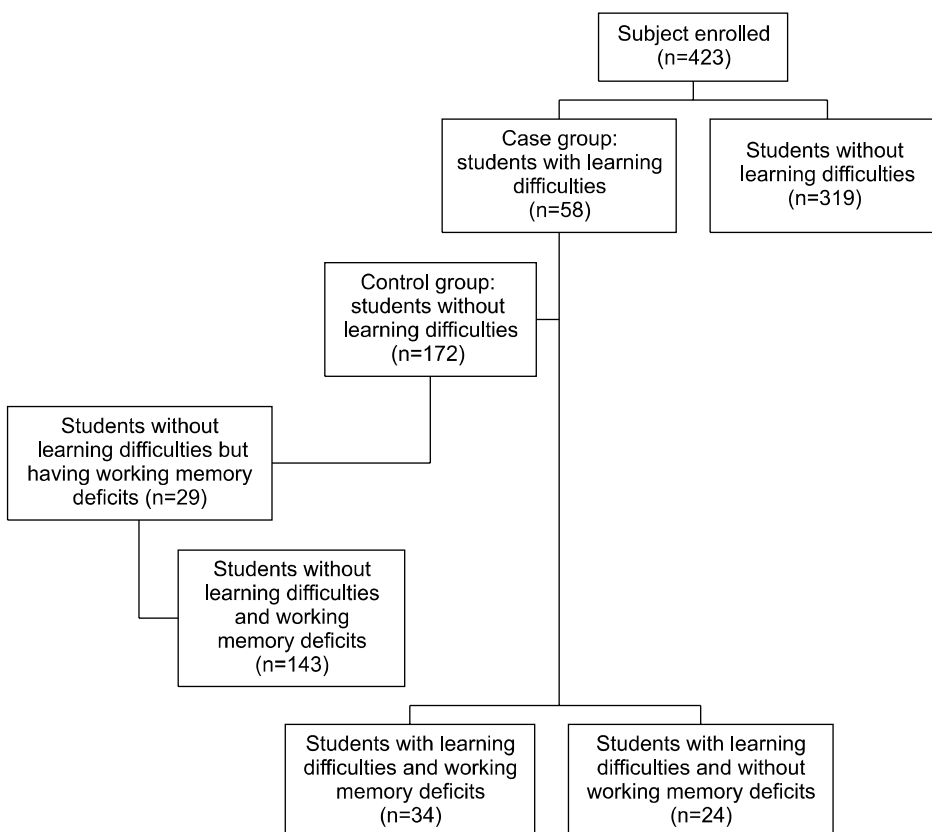 Subject enrolled
(n=423)
Case group:
students with learning
difficulties
(n=58)
Students without
learning difficulties
(n=319)
Control group:
students without
learning difficulties
(n=172)
Students without
learning difficulties but
having working memory
deficits (n=29)
Students without
learning difficulties
and working
memory deficits
(n=143)
Students with learning
difficulties and working
memory deficits
(n=34)
Students with learning
difficulties and without
working memory deficits
(n=24)